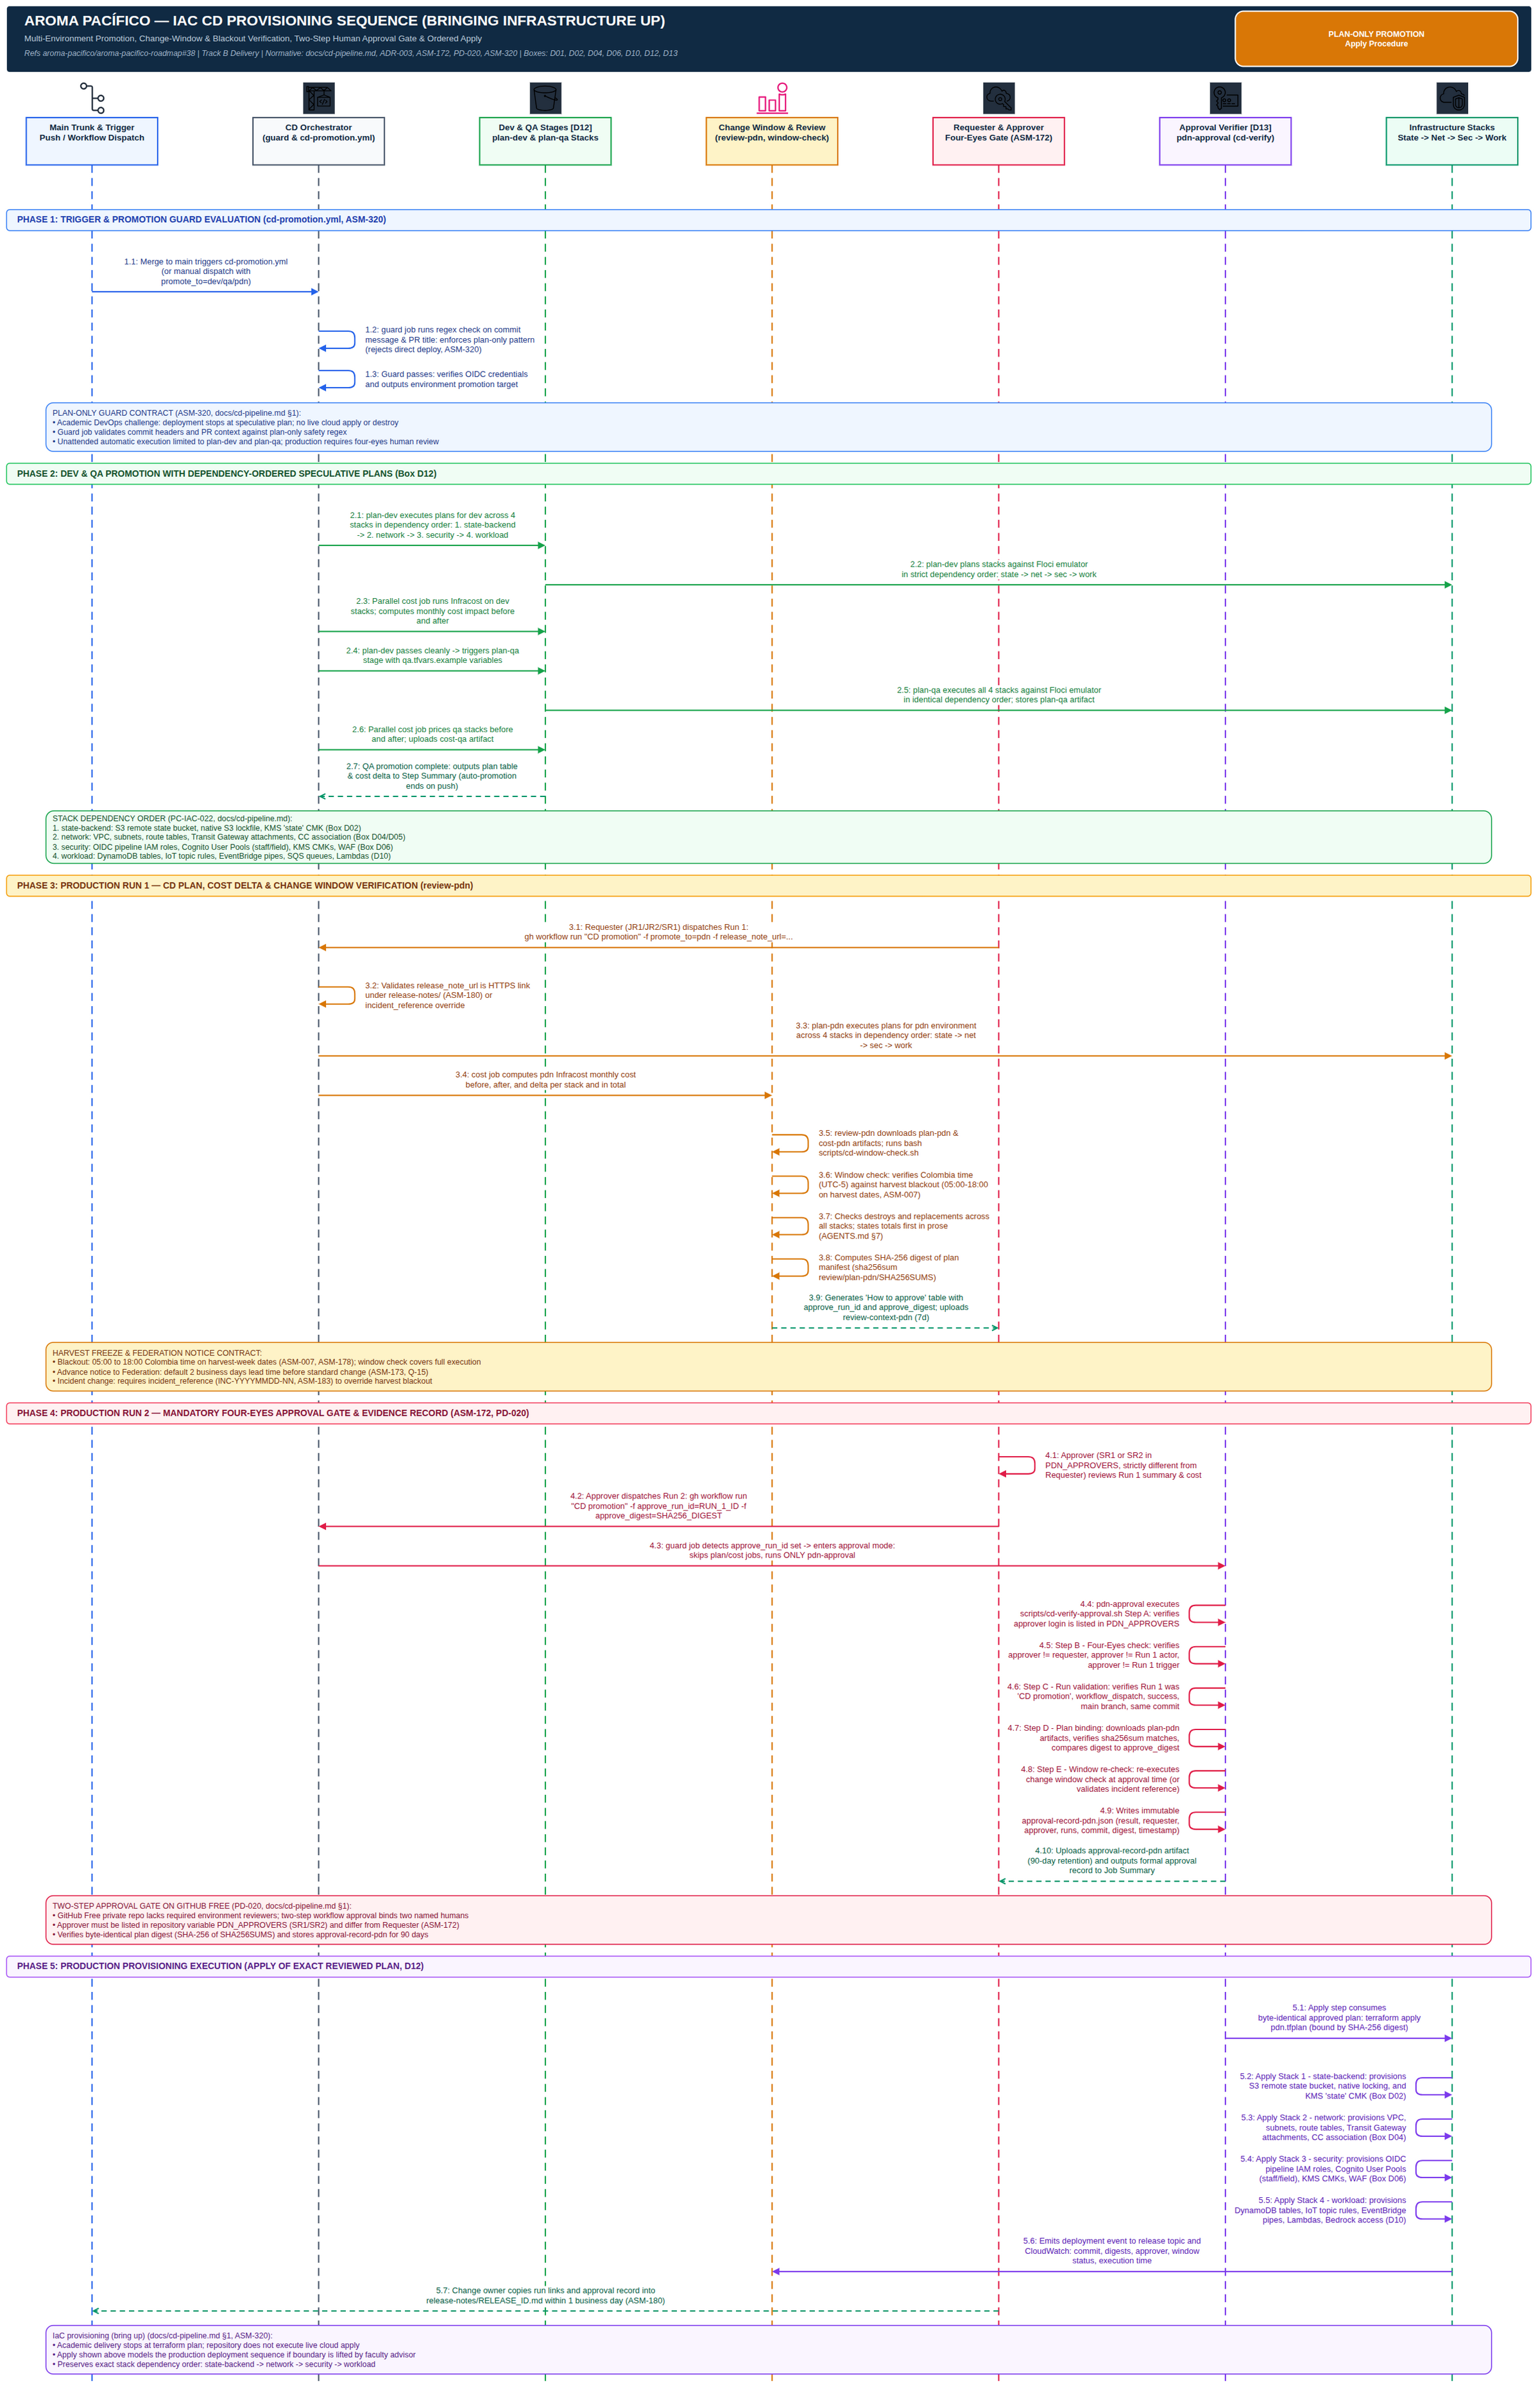 AROMA PACÍFICO — IAC CD PROVISIONING SEQUENCE (BRINGING INFRASTRUCTURE UP)
Multi-Environment Promotion, Change-Window & Blackout Verification, Two-Step Human Approval Gate & Ordered Apply
Refs aroma-pacifico/aroma-pacifico-roadmap#38 | Track B Delivery | Normative: docs/cd-pipeline.md, ADR-003, ASM-172, PD-020, ASM-320 | Boxes: D01, D02, D04, D06, D10, D12, D13
PLAN-ONLY PROMOTION
Apply Procedure
Main Trunk & Trigger
Push / Workflow Dispatch
CD Orchestrator
(guard & cd-promotion.yml)
Dev & QA Stages [D12]
plan-dev & plan-qa Stacks
Change Window & Review
(review-pdn, window-check)
Requester & Approver
Four-Eyes Gate (ASM-172)
Approval Verifier [D13]
pdn-approval (cd-verify)
Infrastructure Stacks
State -> Net -> Sec -> Work
PHASE 1: TRIGGER & PROMOTION GUARD EVALUATION (cd-promotion.yml, ASM-320)
1.1: Merge to main triggers cd-promotion.yml
(or manual dispatch with
promote_to=dev/qa/pdn)
1.2: guard job runs regex check on commit
message & PR title: enforces plan-only pattern
(rejects direct deploy, ASM-320)
1.3: Guard passes: verifies OIDC credentials
and outputs environment promotion target
PLAN-ONLY GUARD CONTRACT (ASM-320, docs/cd-pipeline.md §1):
• Academic DevOps challenge: deployment stops at speculative plan; no live cloud apply or destroy
• Guard job validates commit headers and PR context against plan-only safety regex
• Unattended automatic execution limited to plan-dev and plan-qa; production requires four-eyes human review
PHASE 2: DEV & QA PROMOTION WITH DEPENDENCY-ORDERED SPECULATIVE PLANS (Box D12)
2.1: plan-dev executes plans for dev across 4
stacks in dependency order: 1. state-backend
-> 2. network -> 3. security -> 4. workload
2.2: plan-dev plans stacks against Floci emulator
in strict dependency order: state -> net -> sec -> work
2.3: Parallel cost job runs Infracost on dev
stacks; computes monthly cost impact before
and after
2.4: plan-dev passes cleanly -> triggers plan-qa
stage with qa.tfvars.example variables
2.5: plan-qa executes all 4 stacks against Floci emulator
in identical dependency order; stores plan-qa artifact
2.6: Parallel cost job prices qa stacks before
and after; uploads cost-qa artifact
2.7: QA promotion complete: outputs plan table
& cost delta to Step Summary (auto-promotion
ends on push)
STACK DEPENDENCY ORDER (PC-IAC-022, docs/cd-pipeline.md):
1. state-backend: S3 remote state bucket, native S3 lockfile, KMS 'state' CMK (Box D02)
2. network: VPC, subnets, route tables, Transit Gateway attachments, CC association (Box D04/D05)
3. security: OIDC pipeline IAM roles, Cognito User Pools (staff/field), KMS CMKs, WAF (Box D06)
4. workload: DynamoDB tables, IoT topic rules, EventBridge pipes, SQS queues, Lambdas (D10)
PHASE 3: PRODUCTION RUN 1 — CD PLAN, COST DELTA & CHANGE WINDOW VERIFICATION (review-pdn)
3.1: Requester (JR1/JR2/SR1) dispatches Run 1:
gh workflow run "CD promotion" -f promote_to=pdn -f release_note_url=...
3.2: Validates release_note_url is HTTPS link
under release-notes/ (ASM-180) or
incident_reference override
3.3: plan-pdn executes plans for pdn environment
across 4 stacks in dependency order: state -> net
-> sec -> work
3.4: cost job computes pdn Infracost monthly cost
before, after, and delta per stack and in total
3.5: review-pdn downloads plan-pdn &
cost-pdn artifacts; runs bash
scripts/cd-window-check.sh
3.6: Window check: verifies Colombia time
(UTC-5) against harvest blackout (05:00-18:00
on harvest dates, ASM-007)
3.7: Checks destroys and replacements across
all stacks; states totals first in prose
(AGENTS.md §7)
3.8: Computes SHA-256 digest of plan
manifest (sha256sum
review/plan-pdn/SHA256SUMS)
3.9: Generates 'How to approve' table with
approve_run_id and approve_digest; uploads
review-context-pdn (7d)
HARVEST FREEZE & FEDERATION NOTICE CONTRACT:
• Blackout: 05:00 to 18:00 Colombia time on harvest-week dates (ASM-007, ASM-178); window check covers full execution
• Advance notice to Federation: default 2 business days lead time before standard change (ASM-173, Q-15)
• Incident change: requires incident_reference (INC-YYYYMMDD-NN, ASM-183) to override harvest blackout
PHASE 4: PRODUCTION RUN 2 — MANDATORY FOUR-EYES APPROVAL GATE & EVIDENCE RECORD (ASM-172, PD-020)
4.1: Approver (SR1 or SR2 in
PDN_APPROVERS, strictly different from
Requester) reviews Run 1 summary & cost
4.2: Approver dispatches Run 2: gh workflow run
"CD promotion" -f approve_run_id=RUN_1_ID -f
approve_digest=SHA256_DIGEST
4.3: guard job detects approve_run_id set -> enters approval mode:
skips plan/cost jobs, runs ONLY pdn-approval
4.4: pdn-approval executes
scripts/cd-verify-approval.sh Step A: verifies
approver login is listed in PDN_APPROVERS
4.5: Step B - Four-Eyes check: verifies
approver != requester, approver != Run 1 actor,
approver != Run 1 trigger
4.6: Step C - Run validation: verifies Run 1 was
'CD promotion', workflow_dispatch, success,
main branch, same commit
4.7: Step D - Plan binding: downloads plan-pdn
artifacts, verifies sha256sum matches,
compares digest to approve_digest
4.8: Step E - Window re-check: re-executes
change window check at approval time (or
validates incident reference)
4.9: Writes immutable
approval-record-pdn.json (result, requester,
approver, runs, commit, digest, timestamp)
4.10: Uploads approval-record-pdn artifact
(90-day retention) and outputs formal approval
record to Job Summary
TWO-STEP APPROVAL GATE ON GITHUB FREE (PD-020, docs/cd-pipeline.md §1):
• GitHub Free private repo lacks required environment reviewers; two-step workflow approval binds two named humans
• Approver must be listed in repository variable PDN_APPROVERS (SR1/SR2) and differ from Requester (ASM-172)
• Verifies byte-identical plan digest (SHA-256 of SHA256SUMS) and stores approval-record-pdn for 90 days
PHASE 5: PRODUCTION PROVISIONING EXECUTION (APPLY OF EXACT REVIEWED PLAN, D12)
5.1: Apply step consumes
byte-identical approved plan: terraform apply
pdn.tfplan (bound by SHA-256 digest)
5.2: Apply Stack 1 - state-backend: provisions
S3 remote state bucket, native locking, and
KMS 'state' CMK (Box D02)
5.3: Apply Stack 2 - network: provisions VPC,
subnets, route tables, Transit Gateway
attachments, CC association (Box D04)
5.4: Apply Stack 3 - security: provisions OIDC
pipeline IAM roles, Cognito User Pools
(staff/field), KMS CMKs, WAF (Box D06)
5.5: Apply Stack 4 - workload: provisions
DynamoDB tables, IoT topic rules, EventBridge
pipes, Lambdas, Bedrock access (D10)
5.6: Emits deployment event to release topic and
CloudWatch: commit, digests, approver, window
status, execution time
5.7: Change owner copies run links and approval record into
release-notes/RELEASE_ID.md within 1 business day (ASM-180)
IaC provisioning (bring up) (docs/cd-pipeline.md §1, ASM-320):
• Academic delivery stops at terraform plan; repository does not execute live cloud apply
• Apply shown above models the production deployment sequence if boundary is lifted by faculty advisor
• Preserves exact stack dependency order: state-backend -> network -> security -> workload